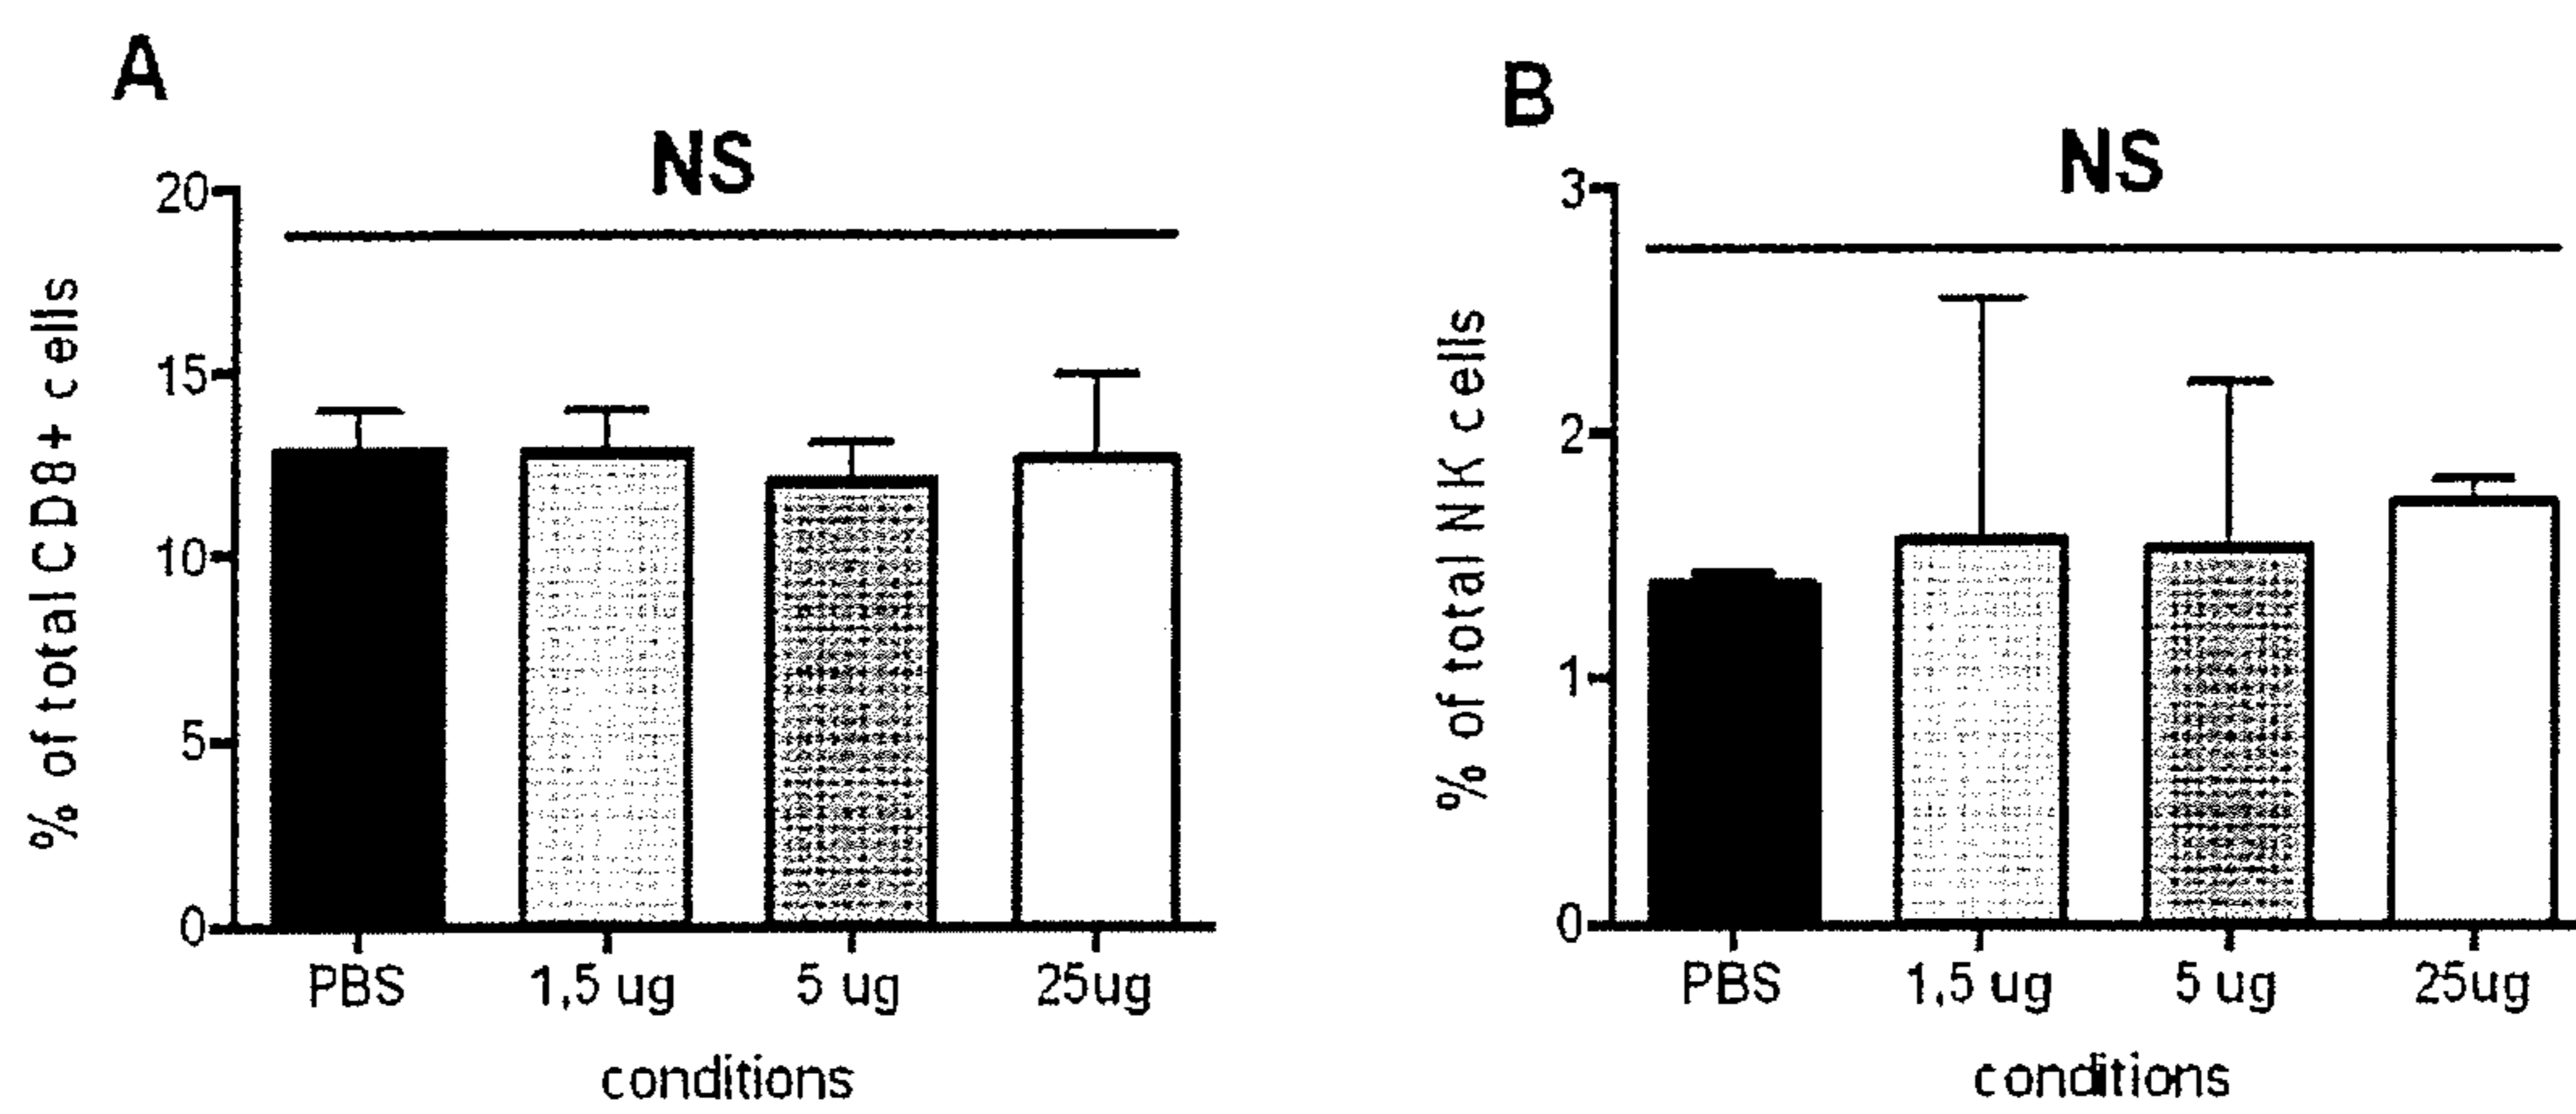 A
NS
% of total CD8+ cells
20
15
10
5
0
PBS 1,5 ug 5 ug 25ug
conditions
B
NS
% of total NK cells
3
2
1
0
PBS 1,5 ug 5 ug 25ug
conditions